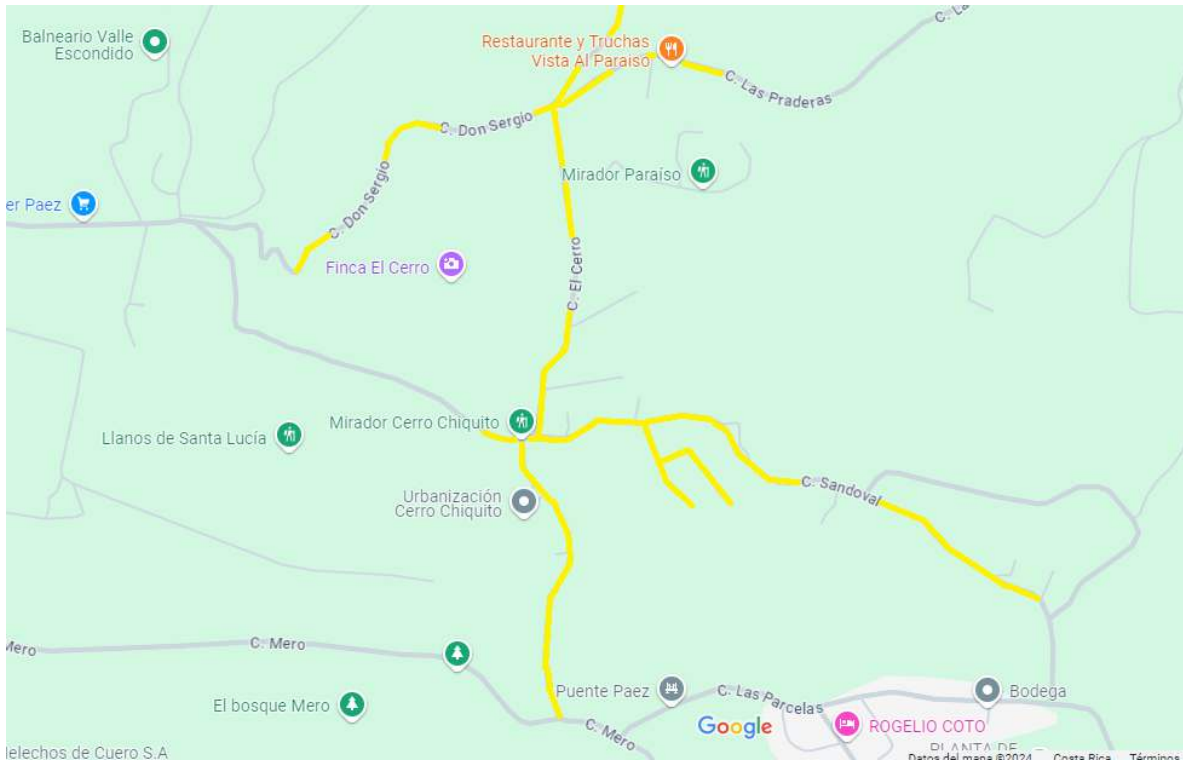 Balneario Valle
Escondido
Restaurante y Truchas
Vista Al Paraiso
C. Las Praderas
C. Don Sergio
Mirador Paraíso
er Paez
C. Don Sergio
Finca El Cerro
C. El Cerro
Mirador Cerro Chiquito
Llanos de Santa Lucía
Urbanización
Cerro Chiquito
C. Sandoval
Mero
C. Mero
El bosque Mero
Puente Paez
C. Las Parcelas
Bodega
C. Mero
Google
ROGELIO COTO
PLANTA DE
lelechos de Cuero S.A
Datos del mapa ©2024 Costa Rica Términos